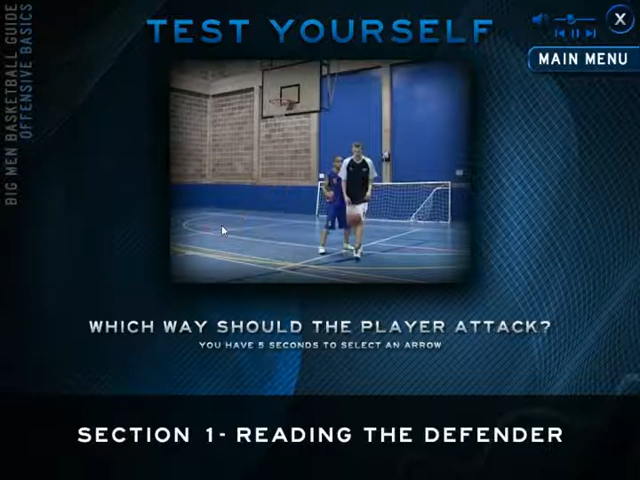 TEST YOURSELF
MAIN MENU
BIG MEN BASKETBALL GUIDE
OFFENSIVE BASICS
WHICH WAY SHOULD THE PLAYER ATTACK?
YOU HAVE 5 SECONDS TO SELECT AN ARROW
SECTION 1- READING THE DEFENDER